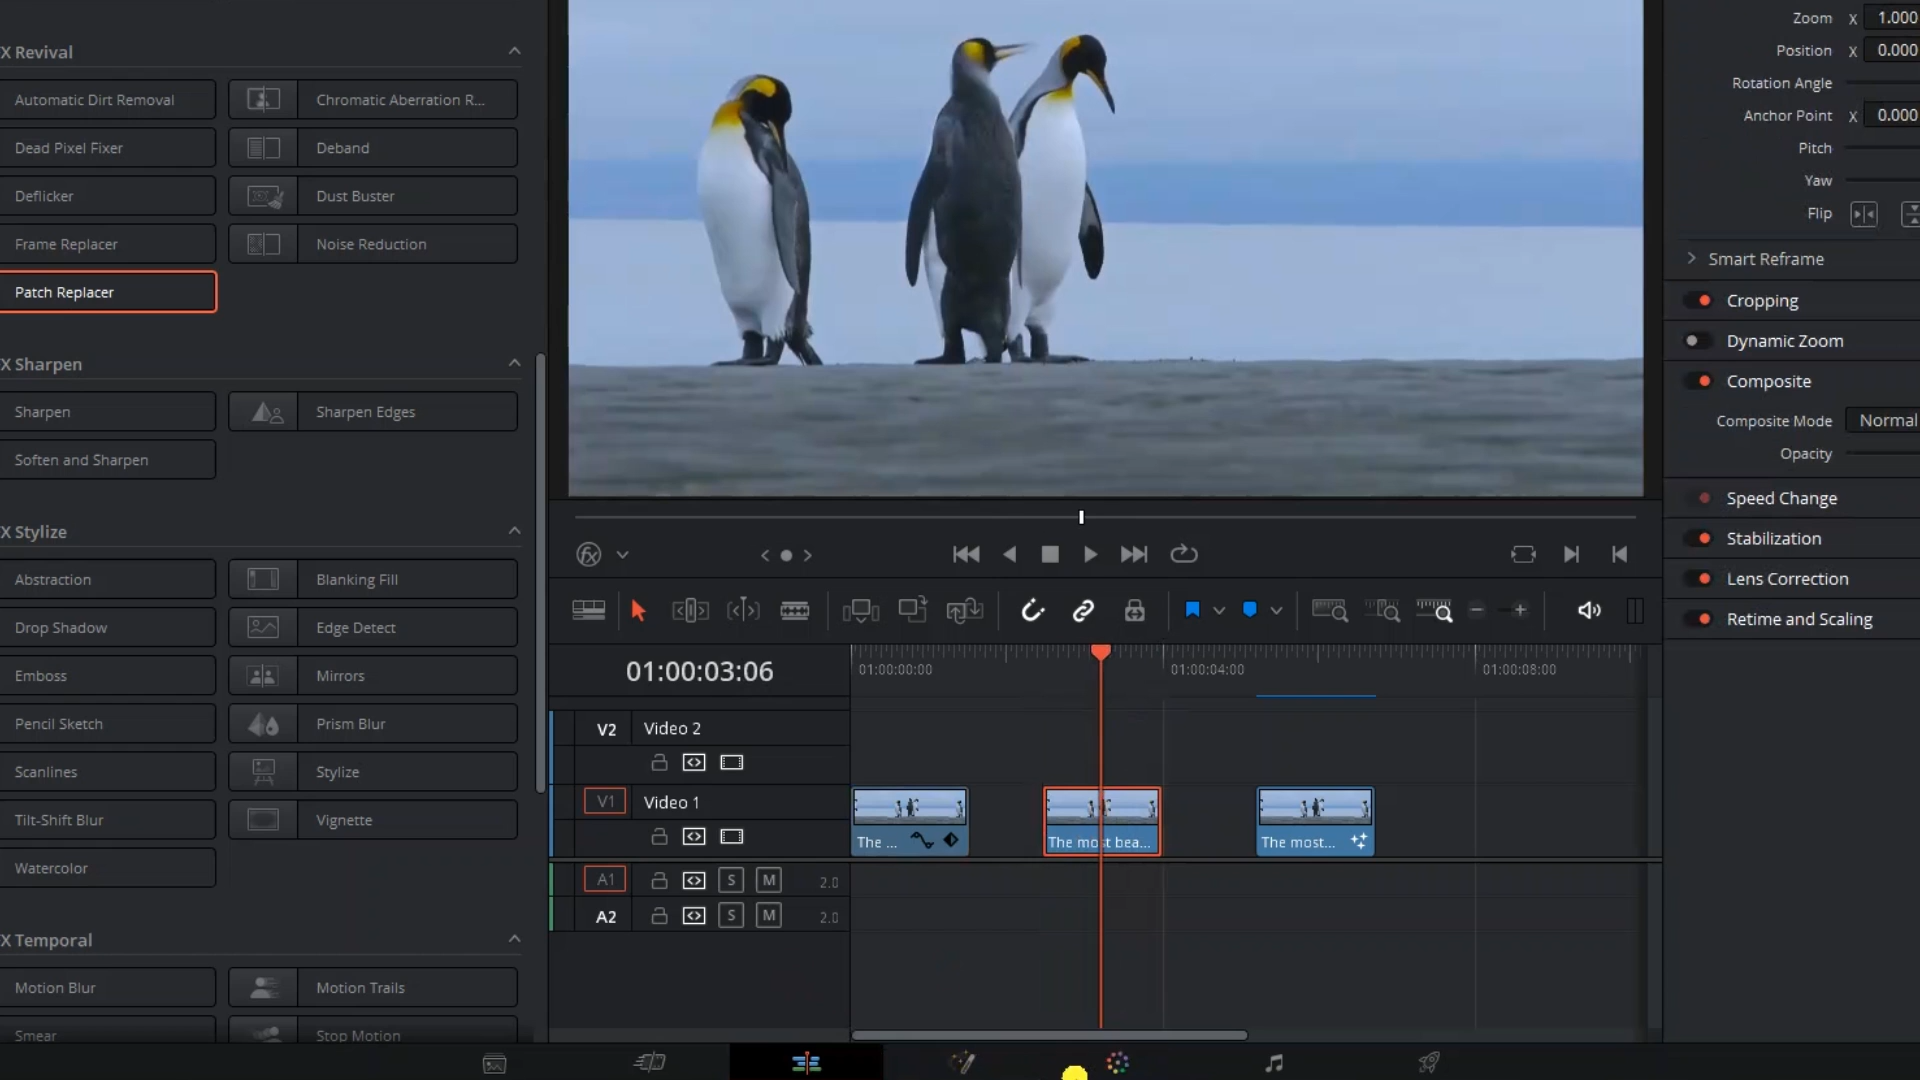 X Revival
Automatic Dirt Removal
Chromatic Aberration R...
Dead Pixel Fixer
Deband
Deflicker
Dust Buster
Frame Replacer
Noise Reduction
Patch Replacer
X Sharpen
Sharpen
Sharpen Edges
Soften and Sharpen
X Stylize
Abstraction
Blanking Fill
Drop Shadow
Edge Detect
Emboss
Mirrors
Pencil Sketch
Prism Blur
Scanlines
Stylize
Tilt-Shift Blur
Vignette
Watercolor
X Temporal
Motion Blur
Motion Trails
Smear
Stop Motion
Zoom X 1.000
Position X 0.000
Rotation Angle
Anchor Point X 0.000
Pitch
Yaw
Flip
Smart Reframe
Cropping
Dynamic Zoom
Composite
Composite Mode Normal
Opacity
Speed Change
Stabilization
Lens Correction
Retime and Scaling
01:00:03:06
01:00:00:00
01:00:04:00
01:00:08:00
V2 Video 2
V1 Video 1
The ...
The most bea...
The most...
A1 S M 2.0
A2 S M 2.0